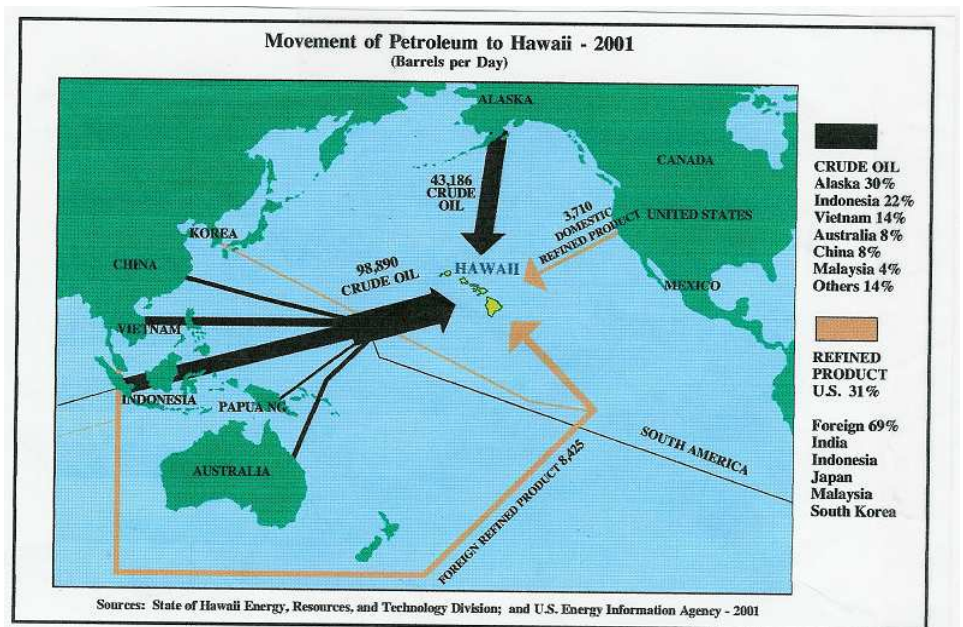 Movement of Petroleum to Hawaii - 2001
(Barrels per Day)
ALASKA
CANADA
43,186
CRUDE
OIL
3,710
DOMESTIC
REFINED PRODUCT
UNITED STATES
KOREA
CHINA
98,890
CRUDE OIL
HAWAII
MEXICO
VIETNAM
INDONESIA
PAPUA NG
AUSTRALIA
SOUTH AMERICA
FOREIGN REFINED PRODUCT 8,425
CRUDE OIL
Alaska 30%
Indonesia 22%
Vietnam 14%
Australia 8%
China 8%
Malaysia 4%
Others 14%
REFINED
PRODUCT
U.S. 31%
Foreign 69%
India
Indonesia
Japan
Malaysia
South Korea
Sources: State of Hawaii Energy, Resources, and Technology Division; and U.S. Energy Information Agency - 2001